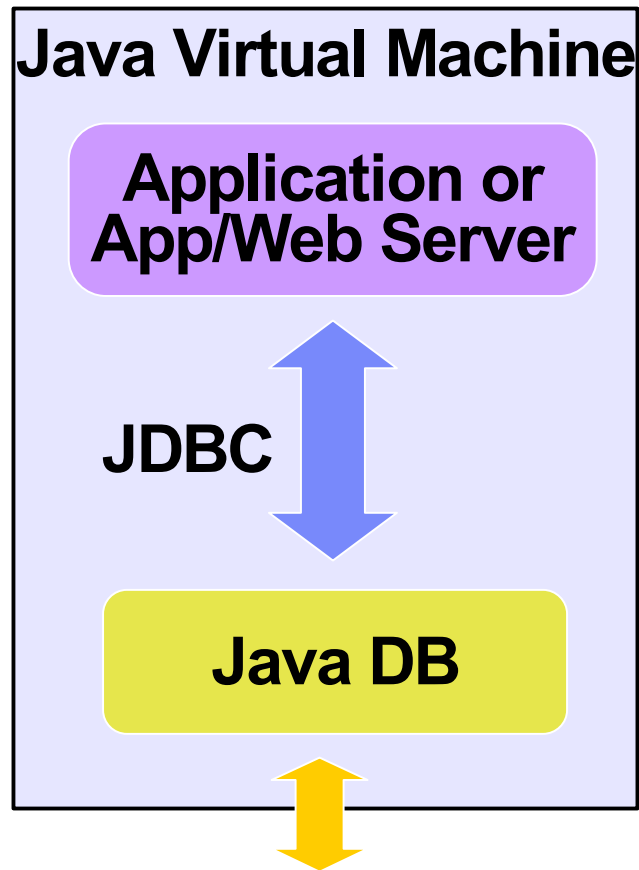 Java Virtual Machine
Application or
App/Web Server
JDBC
Java DB